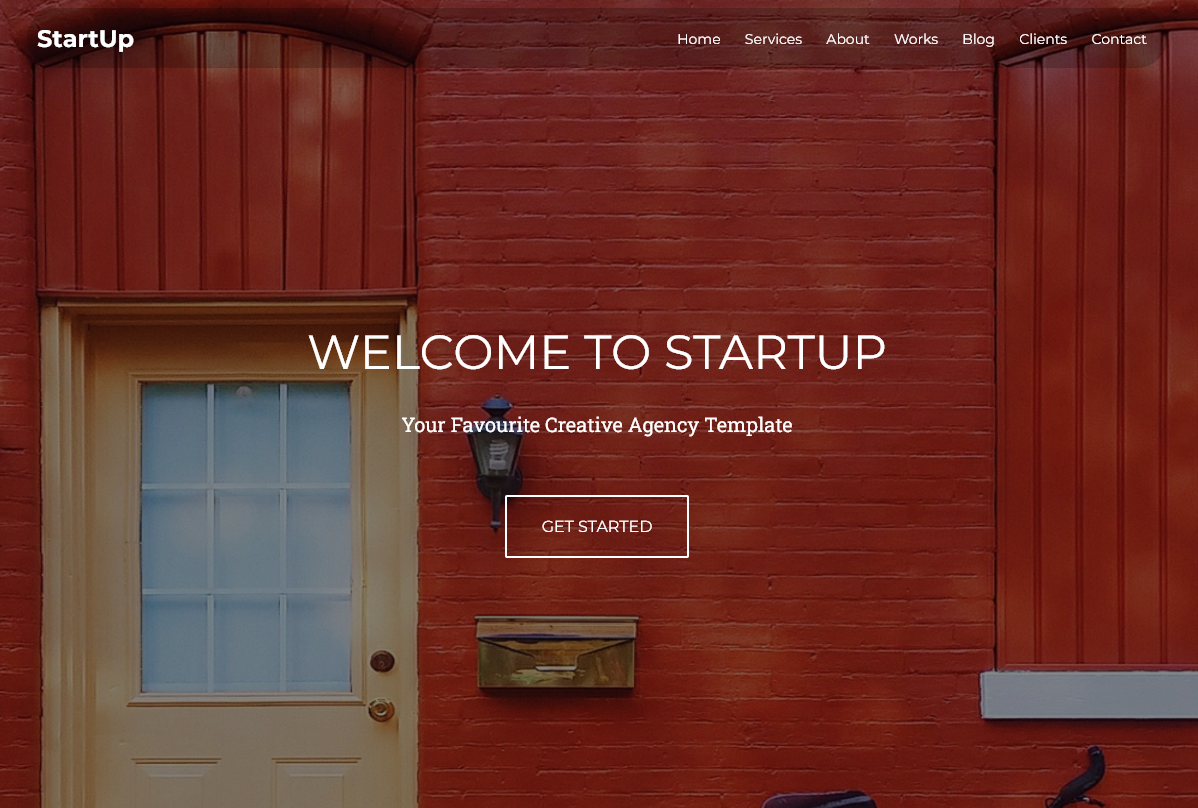 StartUp
Home Services About Works Blog Clients Contact
WELCOME TO STARTUP
Your Favourite Creative Agency Template
GET STARTED